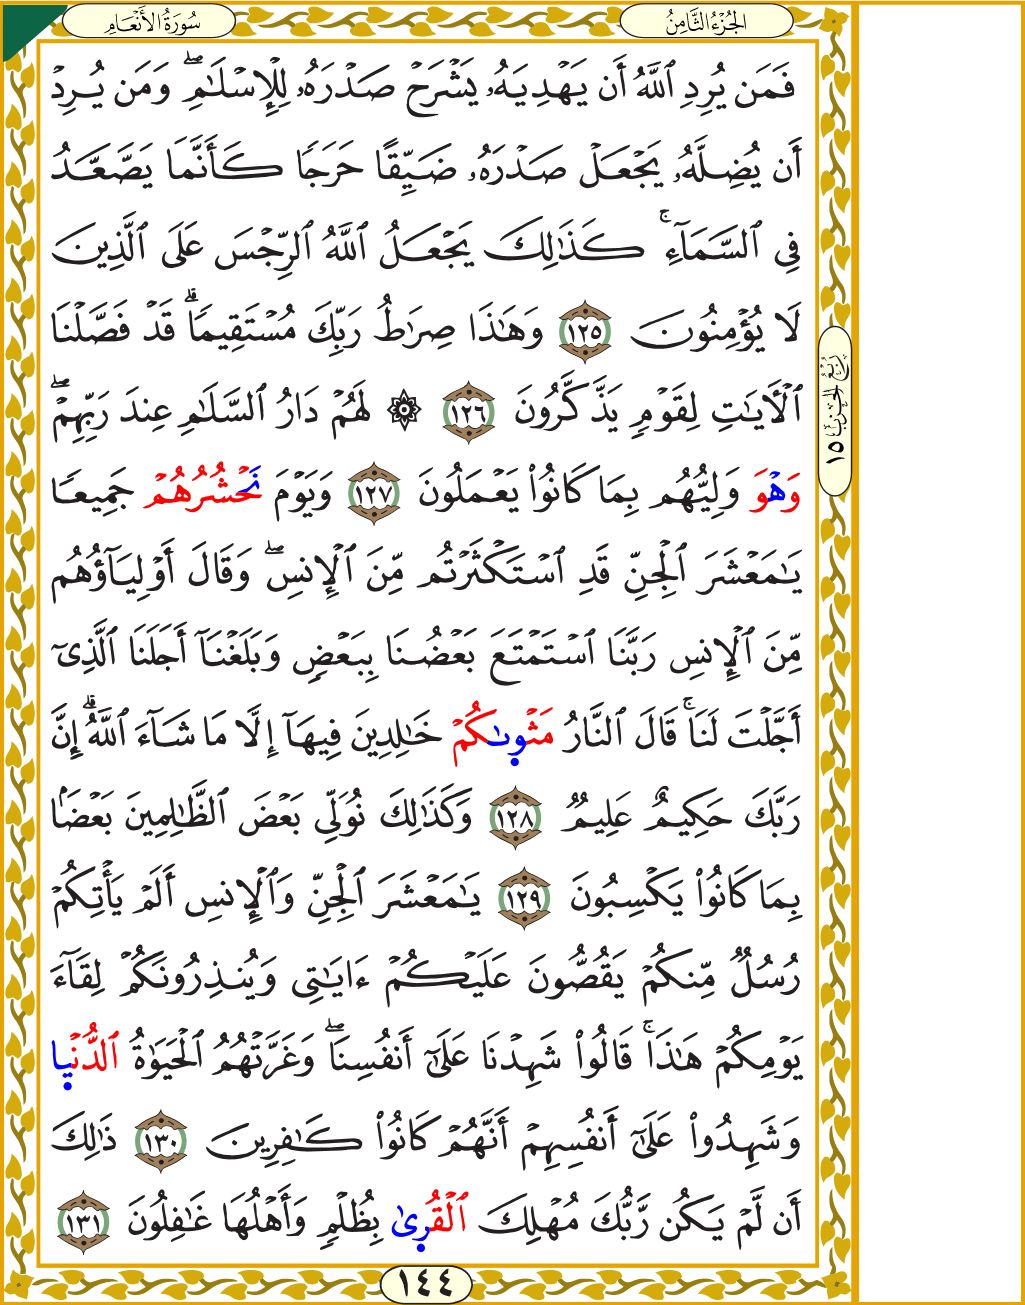 سُورَةُ الأَنْعَامِ
الجُزْءُ الثَّامِنُ
فَمَن يُرِدِ ٱللَّهُ أَن يَهْدِيَهُۥ يَشْرَحْ صَدْرَهُۥ لِلْإِسْلَٰمِۖ وَمَن يُرِدْ
أَن يُضِلَّهُۥ يَجْعَلْ صَدْرَهُۥ ضَيِّقًا حَرَجًا كَأَنَّمَا يَصَّعَّدُ
فِى ٱلسَّمَآءِۚ كَذَٰلِكَ يَجْعَلُ ٱللَّهُ ٱلرِّجْسَ عَلَى ٱلَّذِينَ
لَا يُؤْمِنُونَ ١٢٥ وَهَٰذَا صِرَٰطُ رَبِّكَ مُسْتَقِيمًاۗ قَدْ فَصَّلْنَا
ٱلْءَايَٰتِ لِقَوْمٍ يَذَّكَّرُونَ ١٢٦ ۞ لَهُمْ دَارُ ٱلسَّلَٰمِ عِندَ رَبِّهِمْۖ
وَهْوَ وَلِيُّهُم بِمَا كَانُوا۟ يَعْمَلُونَ ١٢٧ وَيَوْمَ نَحْشُرُهُمْ جَمِيعًا
يَٰمَعْشَرَ ٱلْجِنِّ قَدِ ٱسْتَكْثَرْتُم مِّنَ ٱلْإِنسِۖ وَقَالَ أَوْلِيَآؤُهُم
مِّنَ ٱلْإِنسِ رَبَّنَا ٱسْتَمْتَعَ بَعْضُنَا بِبَعْضٍ وَبَلَغْنَآ أَجَلَنَا ٱلَّذِىٓ
أَجَّلْتَ لَنَاۚ قَالَ ٱلنَّارُ مَثْوٜىٰكُمْ خَٰلِدِينَ فِيهَآ إِلَّا مَا شَآءَ ٱللَّهُۗ إِنَّ
رَبَّكَ حَكِيمٌ عَلِيمٌ ١٢٨ وَكَذَٰلِكَ نُوَلِّى بَعْضَ ٱلظَّٰلِمِينَ بَعْضًۢا
بِمَا كَانُوا۟ يَكْسِبُونَ ١٢٩ يَٰمَعْشَرَ ٱلْجِنِّ وَٱلْإِنسِ أَلَمْ يَأْتِكُمْ
رُسُلٌ مِّنكُمْ يَقُصُّونَ عَلَيْكُمْ ءَايَٰتِى وَيُنذِرُونَكُمْ لِقَآءَ
يَوْمِكُمْ هَٰذَاۚ قَالُوا۟ شَهِدْنَا عَلَىٰٓ أَنفُسِنَاۖ وَغَرَّتْهُمُ ٱلْحَيَوٰةُ ٱلدُّنْيٜا
وَشَهِدُوا۟ عَلَىٰٓ أَنفُسِهِمْ أَنَّهُمْ كَانُوا۟ كَٰفِرِينَ ١٣٠ ذَٰلِكَ
أَن لَّمْ يَكُن رَّبُّكَ مُهْلِكَ ٱلْقُرٜىٰ بِظُلْمٍ وَأَهْلُهَا غَٰفِلُونَ ١٣١
رُبْعُ الحِزْبِ ١٥
١٤٤